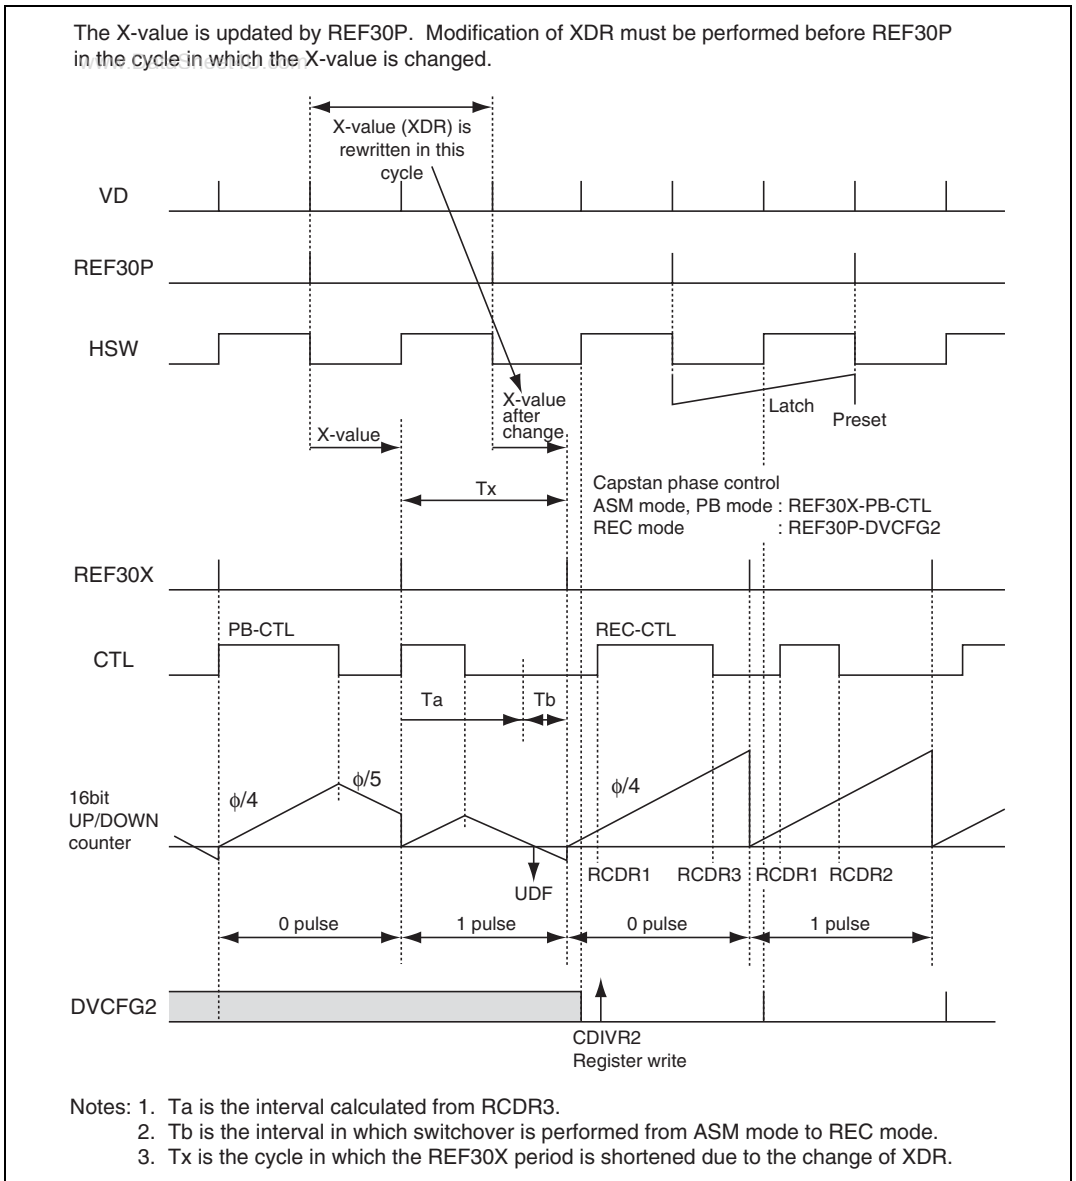 The X-value is updated by REF30P. Modification of XDR must be performed before REF30P
in the cycle in which the X-value is changed.
www.DataSheet4U.com
X-value (XDR) is
rewritten in this
cycle
VD
REF30P
HSW
X-value
after
change
Latch
Preset
X-value
Tx
Capstan phase control
ASM mode, PB mode : REF30X-PB-CTL
REC mode : REF30P-DVCFG2
REF30X
PB-CTL
REC-CTL
CTL
Ta
Tb
ϕ/4
ϕ/5
ϕ/4
16bit
UP/DOWN
counter
UDF
RCDR1
RCDR3
RCDR1
RCDR2
0 pulse
1 pulse
0 pulse
1 pulse
DVCFG2
CDIVR2
Register write
Notes: 1. Ta is the interval calculated from RCDR3.
2. Tb is the interval in which switchover is performed from ASM mode to REC mode.
3. Tx is the cycle in which the REF30X period is shortened due to the change of XDR.